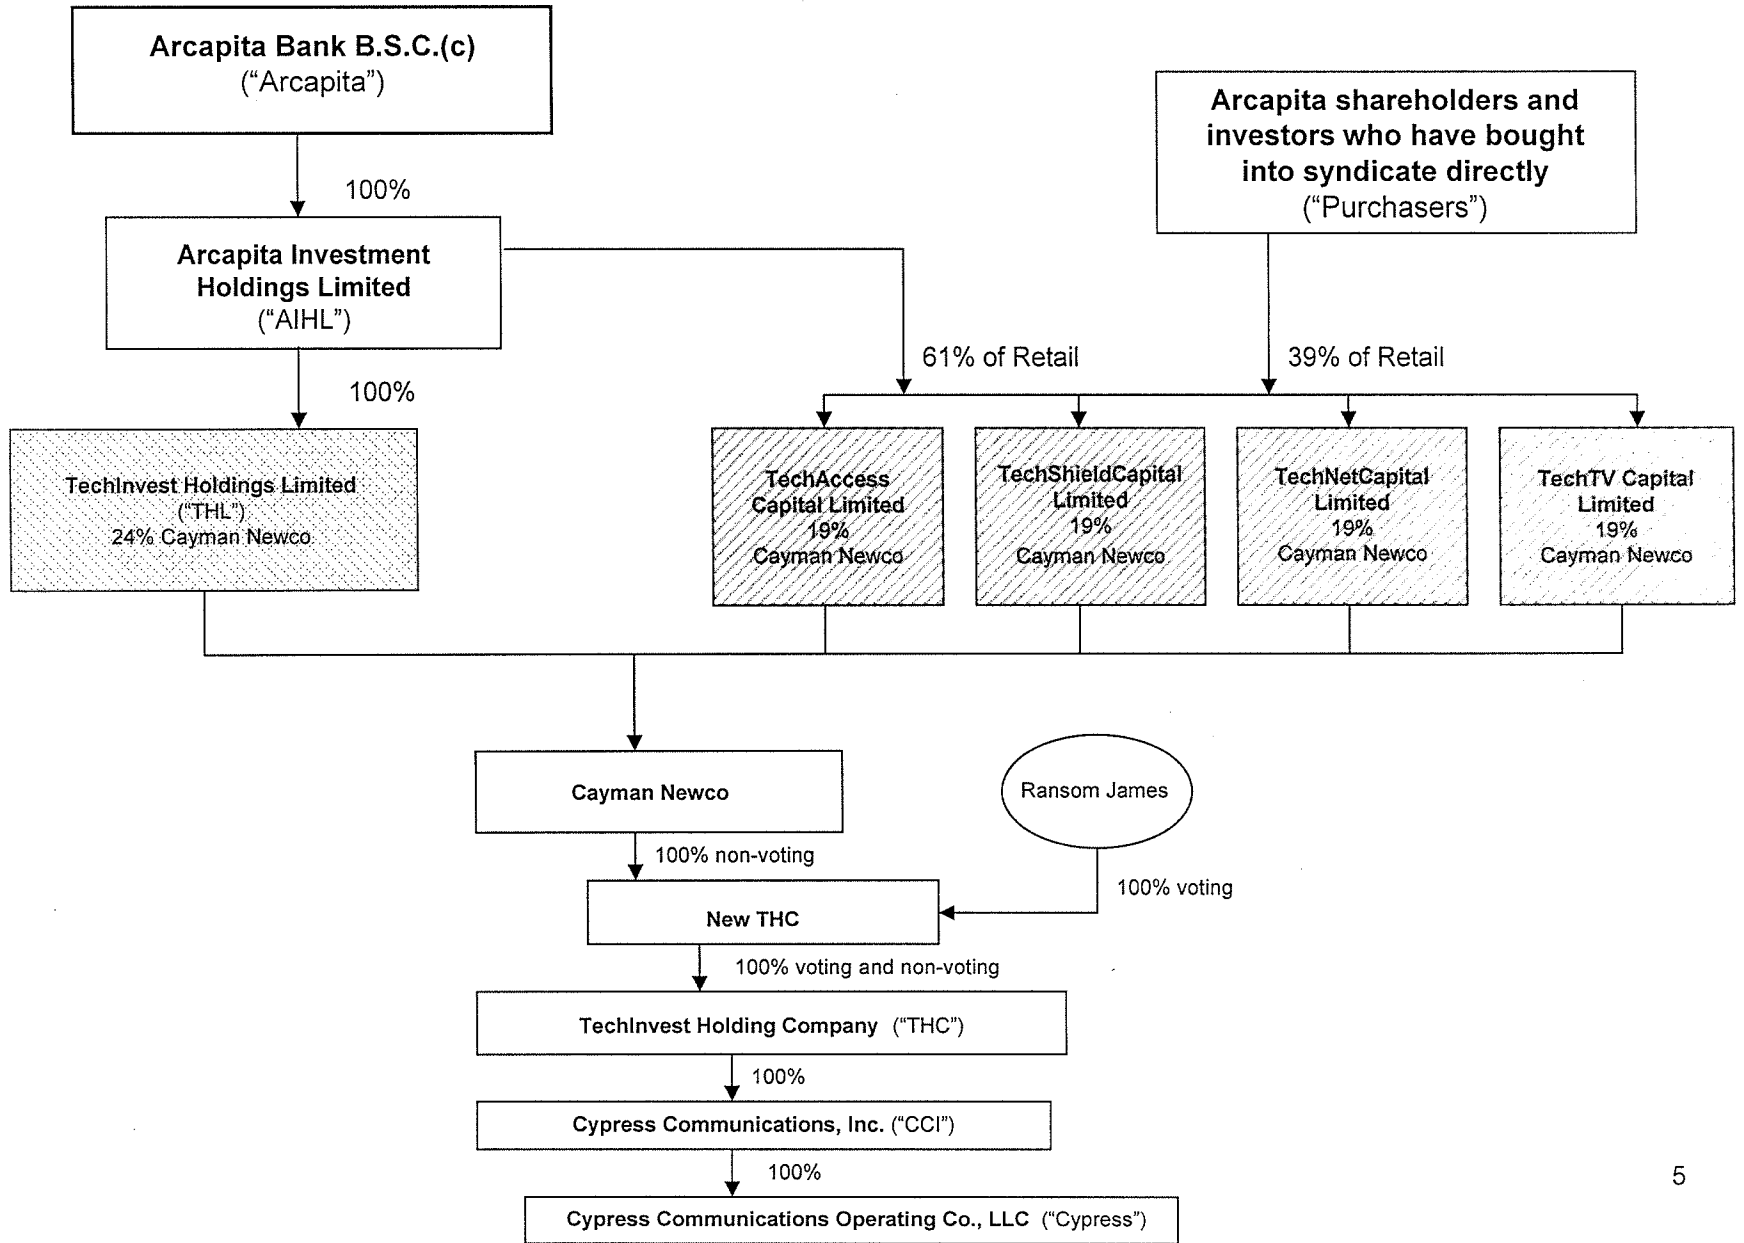 Arcapita Bank B.S.C.(c)
(“Arcapita”)
Arcapita shareholders and
investors who have bought
into syndicate directly
(“Purchasers”)
100%
Arcapita Investment
Holdings Limited
(“AIHL”)
61% of Retail
39% of Retail
100%
TechInvest Holdings Limited
(“THL”)
24% Cayman Newco
TechAccess
Capital Limited
19%
Cayman Newco
TechShieldCapital
Limited
19%
Cayman Newco
TechNetCapital
Limited
19%
Cayman Newco
TechTV Capital
Limited
19%
Cayman Newco
Cayman Newco
Ransom James
100% non-voting
100% voting
New THC
100% voting and non-voting
TechInvest Holding Company (“THC”)
100%
Cypress Communications, Inc. (“CCI”)
100%
Cypress Communications Operating Co., LLC (“Cypress”)
5